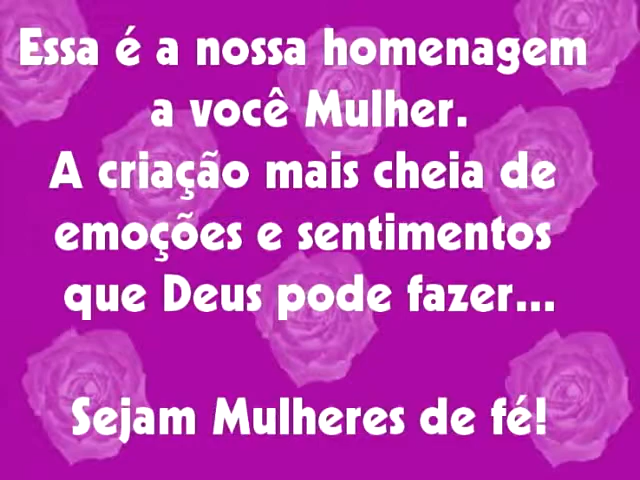 Essa é a nossa homenagem
a você Mulher.
A criação mais cheia de
emoções e sentimentos
que Deus pode fazer...
Sejam Mulheres de fé!